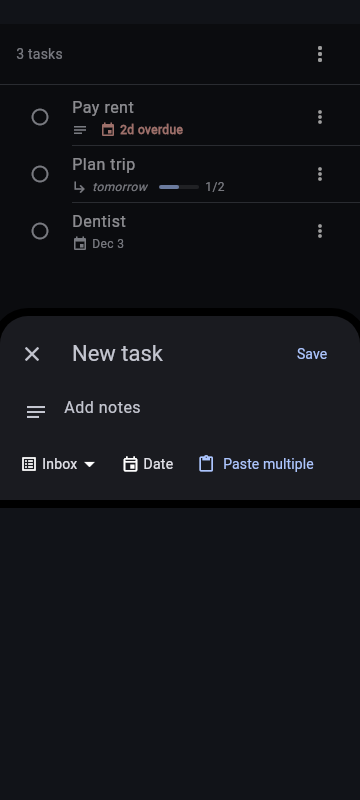 3 tasks
Pay rent
2d overdue
Plan trip
tomorrow 1/2
Dentist
Dec 3
New task Save
Add notes
Inbox Date Paste multiple